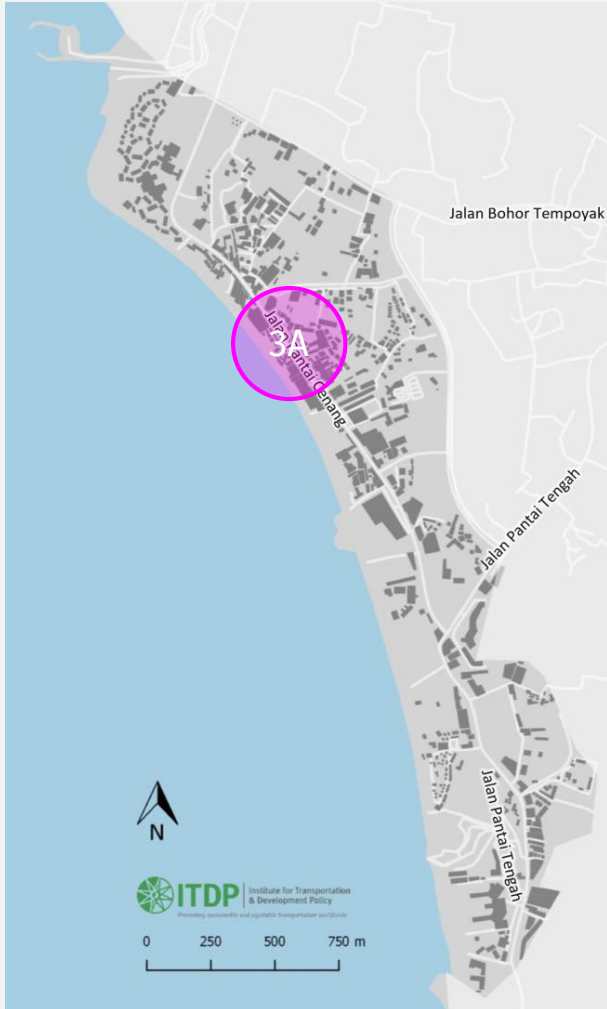 Jalan Bohor Tempoyak
3A
Jalan Pantai Cenang
Jalan Pantai Tengah
Jalan Pantai Tengah
N
ITDP
Institute for Transportation
& Development Policy
Promoting sustainable and equitable transportation worldwide
0 250 500 750 m